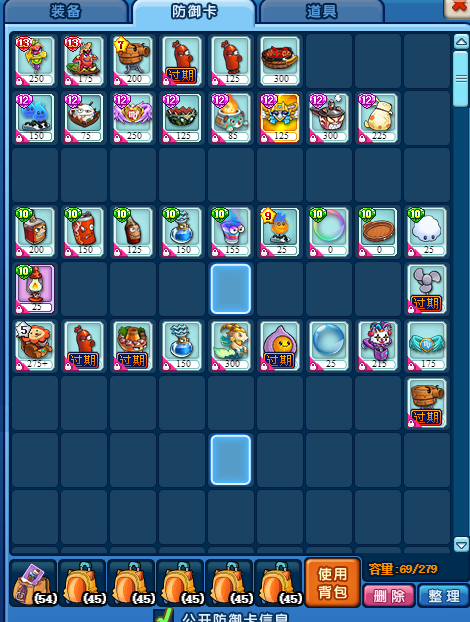 装备 防御卡 道具
13 13 7
250 175 200 过期 125 300
12 12 12 12 12 12 12 12
150 75 250 125 85 125 300 225
10 10 10 10 10 9 10 10 10
200 150 125 150 155 25 0 0 25
10
25 过期
5
275+ 过期 过期 150 300 过期 25 215 175
过期
(54) (45) (45) (45) (45) (45) 使用背包 容量:69/279
删除 整理
公开防御卡信息